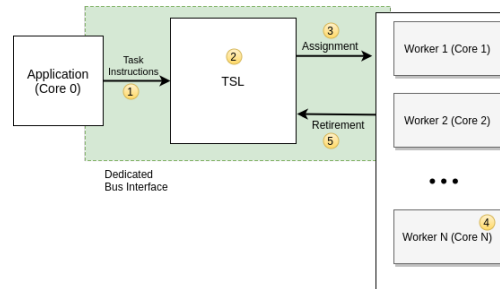 Application
(Core 0)
Task
Instructions
1
2
TSL
3
Assignment
Retirement
5
Dedicated
Bus Interface
Worker 1 (Core 1)
Worker 2 (Core 2)
•••
4
Worker N (Core N)